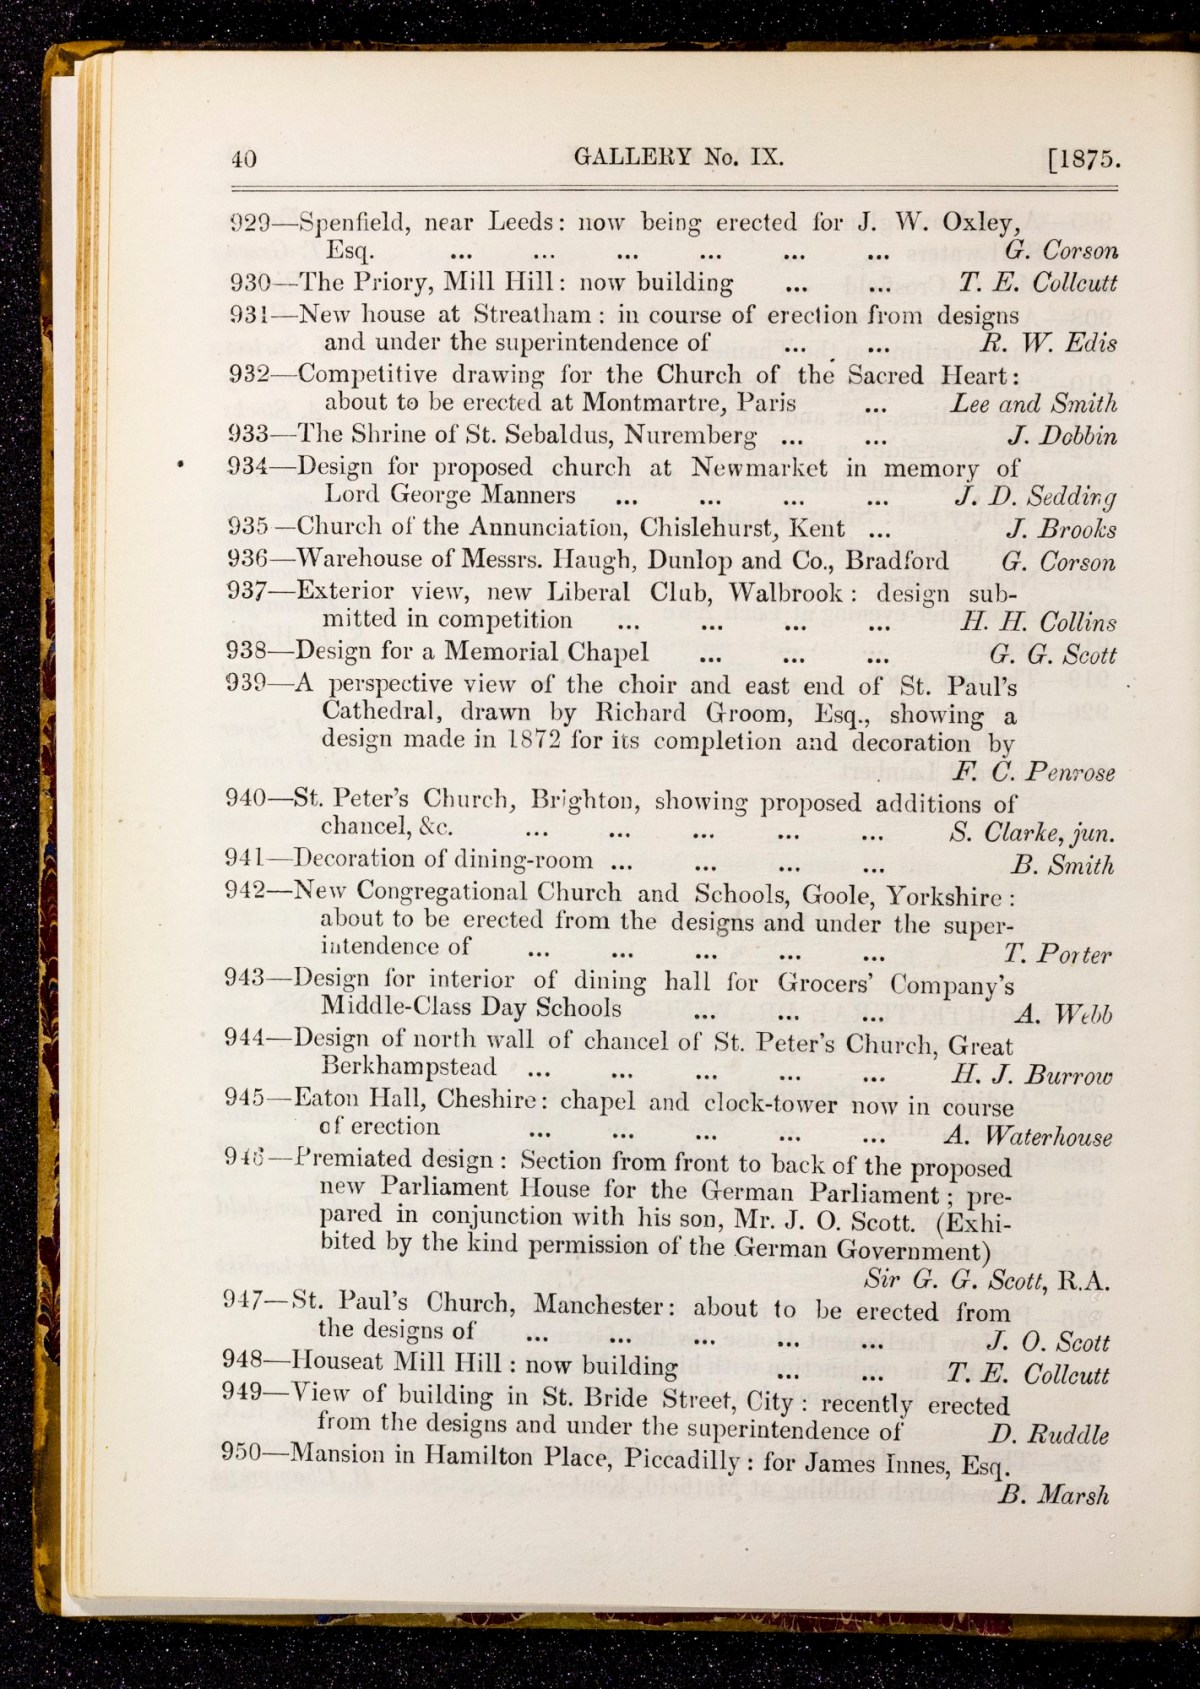 40 GALLERY No. IX. [1875.
929—Spenfield, near Leeds: now being erected for J. W. Oxley,
Esq. ... ... ... ... ... ... G. Corson
930—The Priory, Mill Hill: now building ... ... T. E. Collcutt
931—New house at Streatham: in course of erection from designs
and under the superintendence of ... ... R. W. Edis
932—Competitive drawing for the Church of the Sacred Heart:
about to be erected at Montmartre, Paris ... Lee and Smith
933—The Shrine of St. Sebaldus, Nuremberg ... ... J. Dobbin
934—Design for proposed church at Newmarket in memory of
Lord George Manners ... ... ... ... J. D. Sedding
935—Church of the Annunciation, Chislehurst, Kent ... J. Brooks
936—Warehouse of Messrs. Haugh, Dunlop and Co., Bradford G. Corson
937—Exterior view, new Liberal Club, Walbrook: design sub-
mitted in competition ... ... ... ... H. H. Collins
938—Design for a Memorial Chapel ... ... ... G. G. Scott
939—A perspective view of the choir and east end of St. Paul's
Cathedral, drawn by Richard Groom, Esq., showing a
design made in 1872 for its completion and decoration by
F. C. Penrose
940—St. Peter's Church, Brighton, showing proposed additions of
chancel, &c. ... ... ... ... ... S. Clarke, jun.
941—Decoration of dining-room ... ... ... ... B. Smith
942—New Congregational Church and Schools, Goole, Yorkshire:
about to be erected from the designs and under the super-
intendence of ... ... ... ... ... T. Porter
943—Design for interior of dining hall for Grocers' Company's
Middle-Class Day Schools ... ... ... A. Webb
944—Design of north wall of chancel of St. Peter's Church, Great
Berkhampstead ... ... ... ... ... H. J. Burrow
945—Eaton Hall, Cheshire: chapel and clock-tower now in course
of erection ... ... ... ... ... A. Waterhouse
946—Premiated design: Section from front to back of the proposed
new Parliament House for the German Parliament; pre-
pared in conjunction with his son, Mr. J. O. Scott. (Exhi-
bited by the kind permission of the German Government)
Sir G. G. Scott, R.A.
947—St. Paul's Church, Manchester: about to be erected from
the designs of ... ... ... ... ... J. O. Scott
948—Houseat Mill Hill: now building ... ... T. E. Collcutt
949—View of building in St. Bride Street, City: recently erected
from the designs and under the superintendence of D. Ruddle
950—Mansion in Hamilton Place, Piccadilly: for James Innes, Esq.
B. Marsh